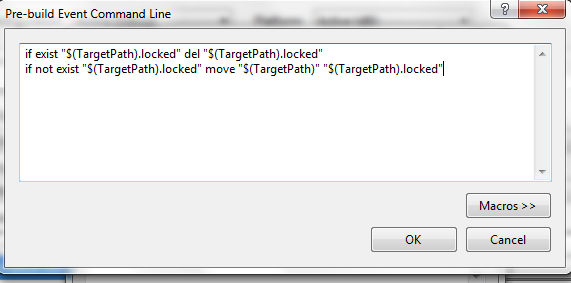 Pre-build Event Command Line
if exist "$(TargetPath).locked" del "$(TargetPath).locked"
if not exist "$(TargetPath).locked" move "$(TargetPath)" "$(TargetPath).locked"
Macros >>
OK
Cancel